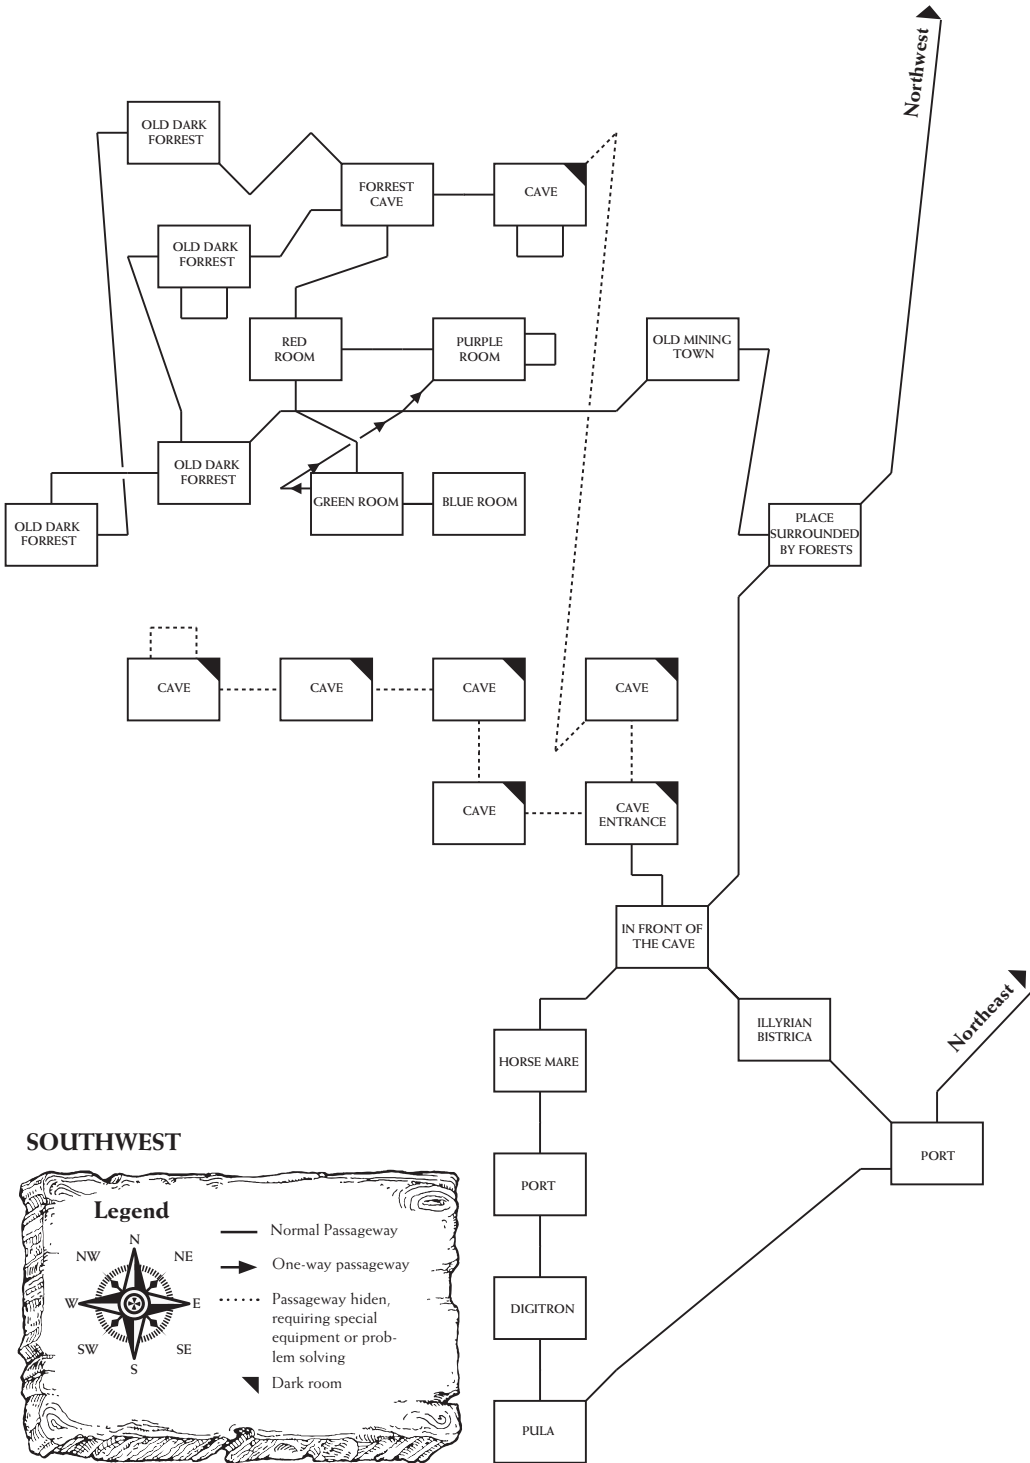 Northwest
OLD DARK
FORREST
FORREST
CAVE
CAVE
OLD DARK
FORREST
RED
ROOM
PURPLE
ROOM
OLD MINING
TOWN
OLD DARK
FORREST
GREEN ROOM
BLUE ROOM
OLD DARK
FORREST
PLACE
SURROUNDED
BY FORESTS
CAVE
CAVE
CAVE
CAVE
CAVE
CAVE
ENTRANCE
IN FRONT OF
THE CAVE
ILLYRIAN
BISTRICA
Northeast
HORSE MARE
PORT
PORT
DIGITRON
PULA
SOUTHWEST
Legend
N
NW
NE
W
E
SW
SE
S
Normal Passageway
One-way passageway
Passageway hiden,
requiring special
equipment or prob-
lem solving
Dark room